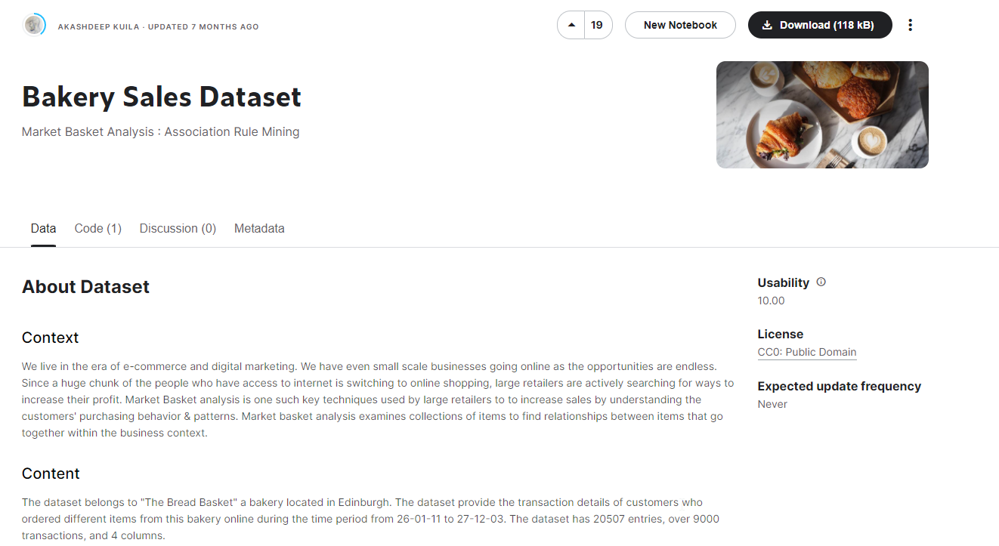 AKASHDEEP KUILA · UPDATED 7 MONTHS AGO
19
New Notebook
Download (118 kB)
Bakery Sales Dataset
Market Basket Analysis : Association Rule Mining
Data
Code (1)
Discussion (0)
Metadata
About Dataset
Context
We live in the era of e-commerce and digital marketing. We have even small scale businesses going online as the opportunities are endless.
Since a huge chunk of the people who have access to internet is switching to online shopping, large retailers are actively searching for ways to
increase their profit. Market Basket analysis is one such key techniques used by large retailers to to increase sales by understanding the
customers' purchasing behavior & patterns. Market basket analysis examines collections of items to find relationships between items that go
together within the business context.
Content
The dataset belongs to "The Bread Basket" a bakery located in Edinburgh. The dataset provide the transaction details of customers who
ordered different items from this bakery online during the time period from 26-01-11 to 27-12-03. The dataset has 20507 entries, over 9000
transactions, and 4 columns.
Usability
10.00
License
CC0: Public Domain
Expected update frequency
Never